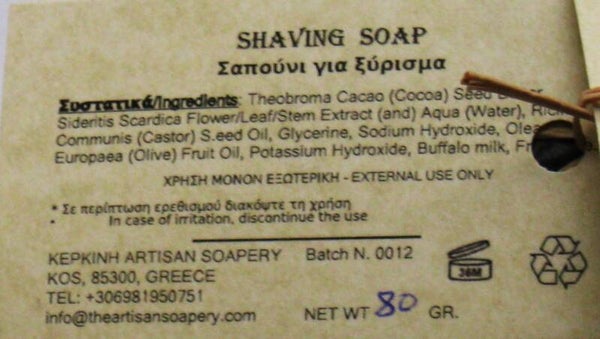 SHAVING SOAP
Σαπούνι για ξύρισμα
Συστατικά/Ingredients: Theobroma Cacao (Cocoa) Seed
Sideritis Scardica Flower/Leaf/Stem Extract (and) Aqua (Water),
Communis (Castor) S.eed Oil, Glycerine, Sodium Hydroxide,
Europaea (Olive) Fruit Oil, Potassium Hydroxide, Buffalo milk,
ΧΡΗΣΗ ΜΟΝΟΝ ΕΞΩΤΕΡΙΚΗ - EXTERNAL USE ONLY
* Σε περίπτωση ερεθισμού διακόψτε τη χρήση
* In case of irritation, discontinue the use
KEPKINH ARTISAN SOAPERY Batch N. 0012
KOS, 85300, GREECE
36M
TEL: +306981950751
info@theartisansoapery.com NET WT 80 GR.